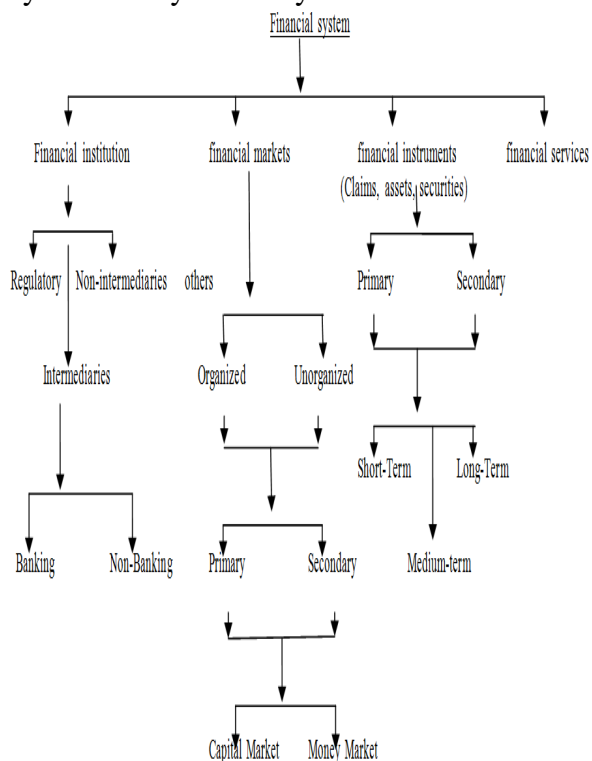 Financial system
Financial institution financial markets financial instruments financial services
(Claims, assets, securities)
Regulatory Non-intermediaries others Primary Secondary
Intermediaries Organized Unorganized
Short-Term Long-Term
Banking Non-Banking Primary Secondary Medium-term
Capital Market Money Market